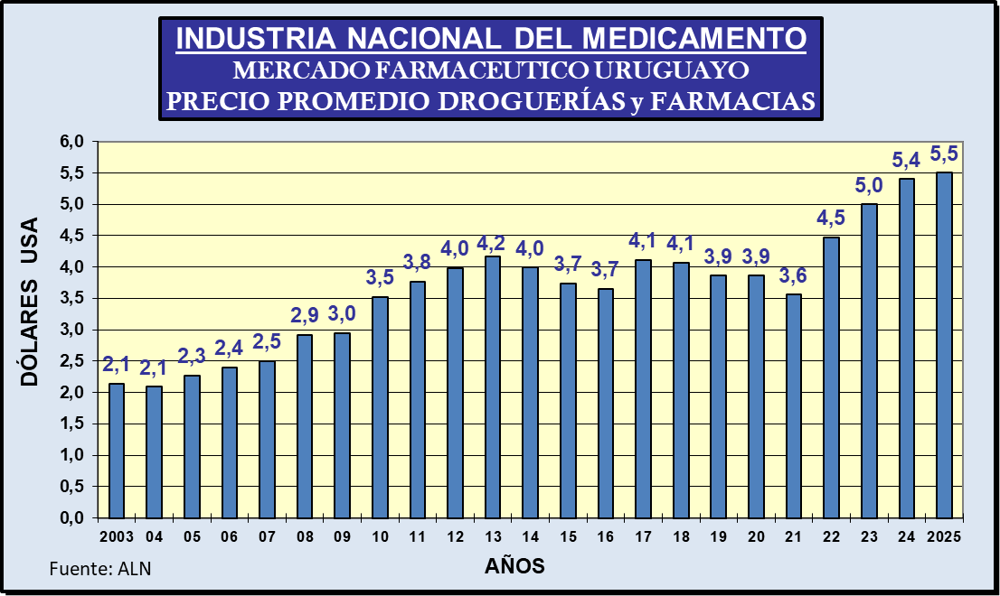 INDUSTRIA NACIONAL DEL MEDICAMENTO
MERCADO FARMACEUTICO URUGUAYO
PRECIO PROMEDIO DROGUERÍAS y FARMACIAS
DÓLARES USA
6,0
5,5
5,0
4,5
4,0
3,5
3,0
2,5
2,0
1,5
1,0
0,5
0,0
2,1 2,1 2,3 2,4 2,5 2,9 3,0 3,5 3,8 4,0 4,2 4,0 3,7 3,7 4,1 4,1 3,9 3,9 3,6 4,5 5,0 5,4 5,5
2003 04 05 06 07 08 09 10 11 12 13 14 15 16 17 18 19 20 21 22 23 24 2025
AÑOS
Fuente: ALN